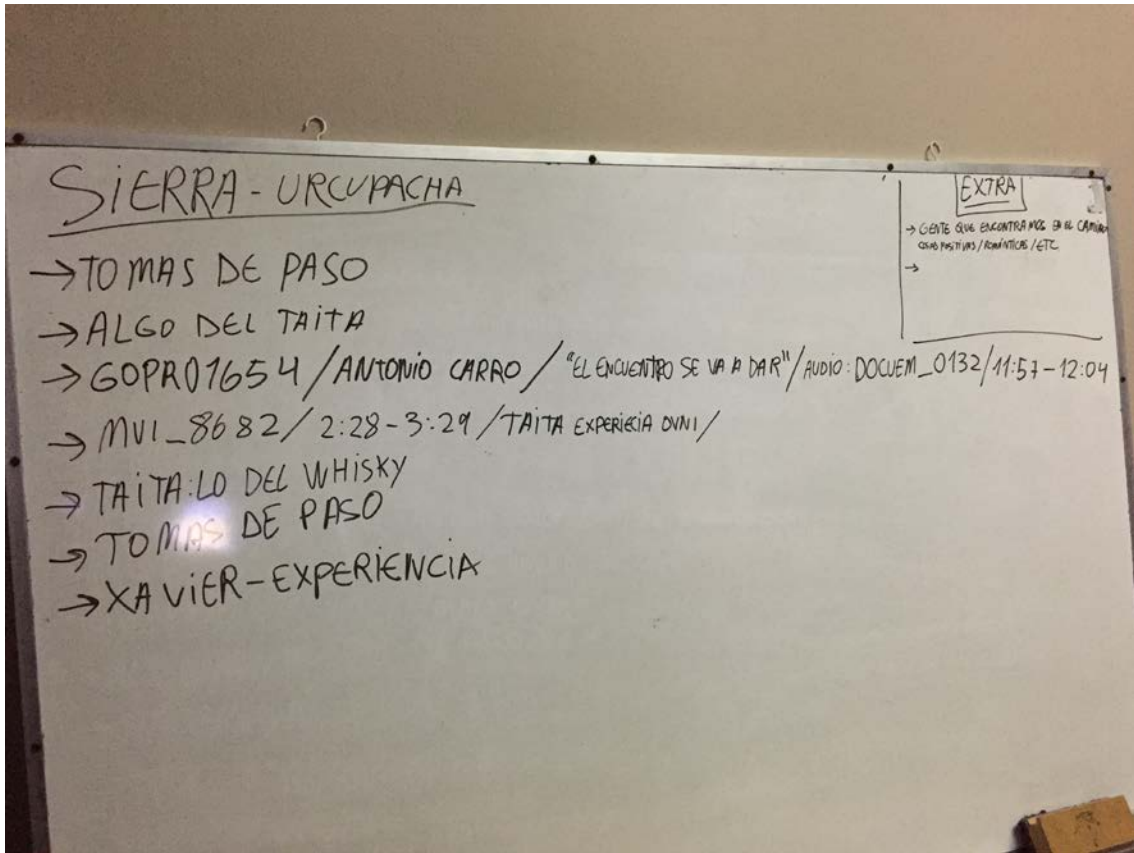 SIERRA - URCUPACHA
→ TOMAS DE PASO
→ ALGO DEL TAITA
→ GOPRO1654 / ANTONIO CARRO / "EL ENCUENTRO SE VA A DAR" / AUDIO: DOCUEM_0132 / 11:57-12:04
→ MVI_8682 / 2:28-3:29 / TAITA EXPERIECIA OVNI /
→ TAITA: LO DEL WHISKY
→ TOMAS DE PASO
→ XAVIER - EXPERIENCIA
EXTRA
→ GENTE QUE ENCONTRAMOS EN EL CAMINO
COSAS POSITIVAS / ROMÁNTICAS / ETC
→